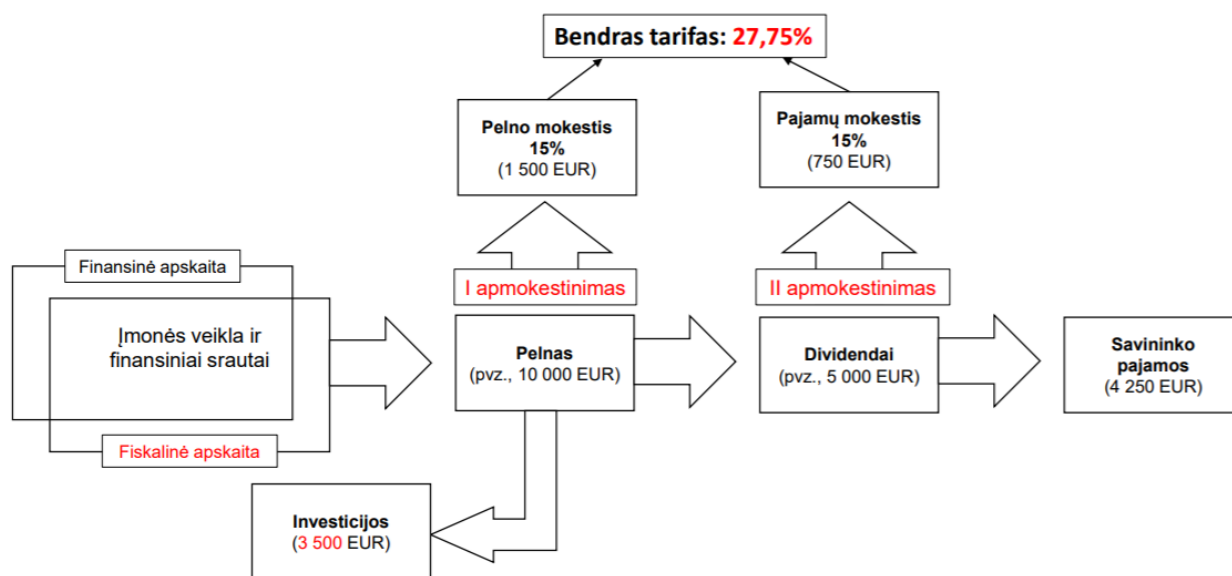 Bendras tarifas: 27,75%
Pelno mokestis
15%
(1 500 EUR)
Pajamų mokestis
15%
(750 EUR)
Finansinė apskaita
I apmokestinimas
II apmokestinimas
Įmonės veikla ir
finansiniai srautai
Pelnas
(pvz., 10 000 EUR)
Dividendai
(pvz., 5 000 EUR)
Savininko
pajamos
(4 250 EUR)
Fiskalinė apskaita
Investicijos
(3 500 EUR)